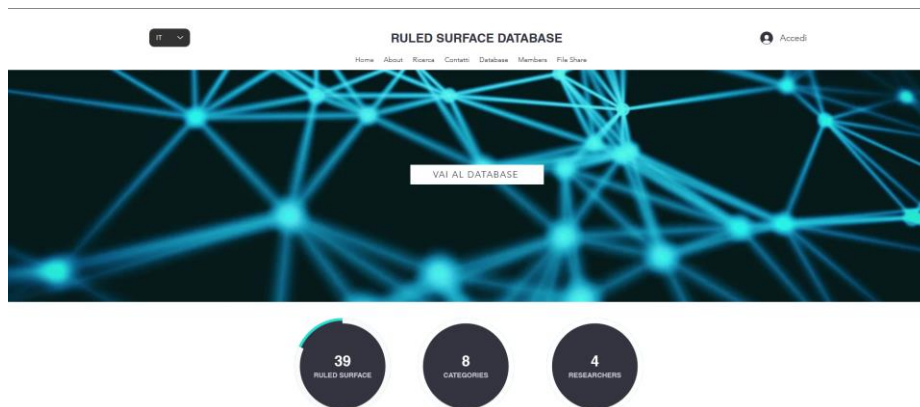 IT
RULED SURFACE DATABASE
Accedi
Home About Ricerca Contatti Database Members File Share
VAI AL DATABASE
39
RULED SURFACE
8
CATEGORIES
4
RESEARCHERS